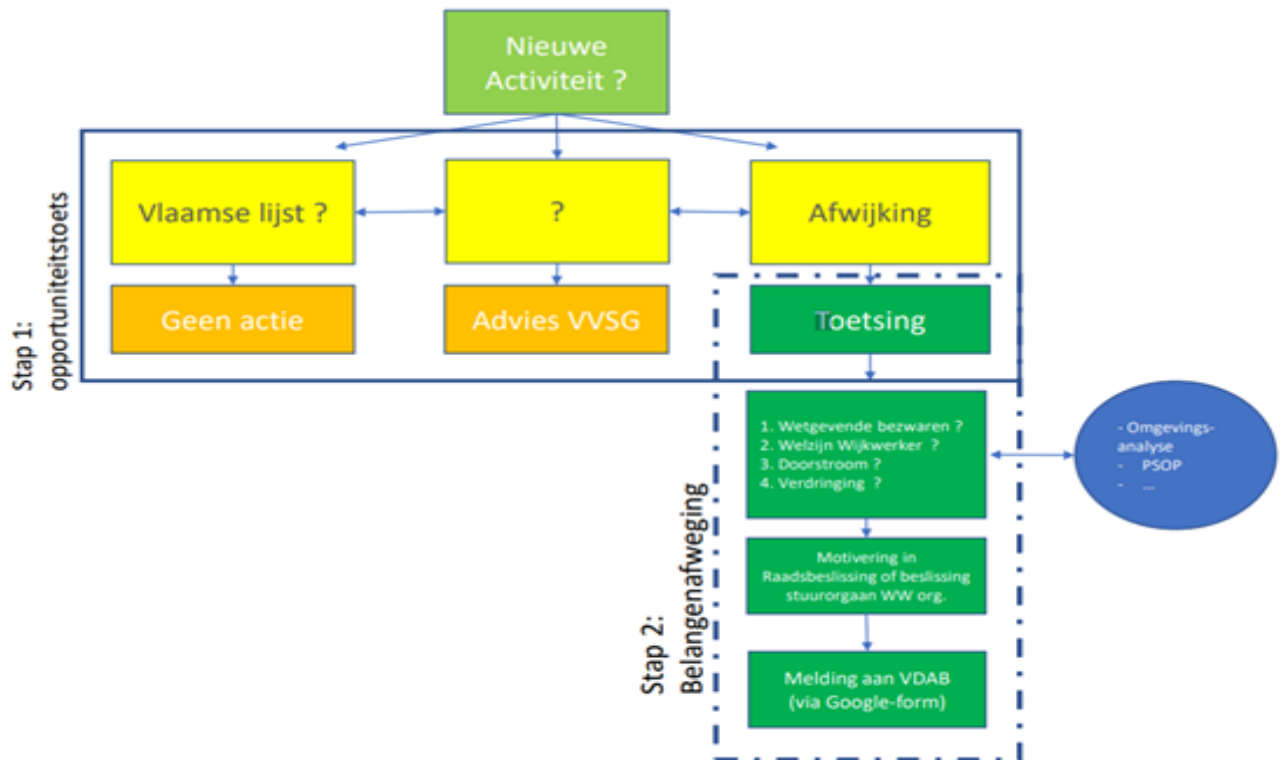 Nieuwe
Activiteit ?
Stap 1:
opportuniteitstoets
Vlaamse lijst ?
?
Afwijking
Geen actie
Advies VVSG
Toetsing
Stap 2:
Belangenafweging
1. Wetgevende bezwaren ?
2. Welzijn Wijkwerker ?
3. Doorstroom ?
4. Verdringing ?
- Omgevings-
analyse
- PSOP
- ...
Motivering in
Raadsbeslissing of beslissing
stuurorgaan WW org.
Melding aan VDAB
(via Google-form)